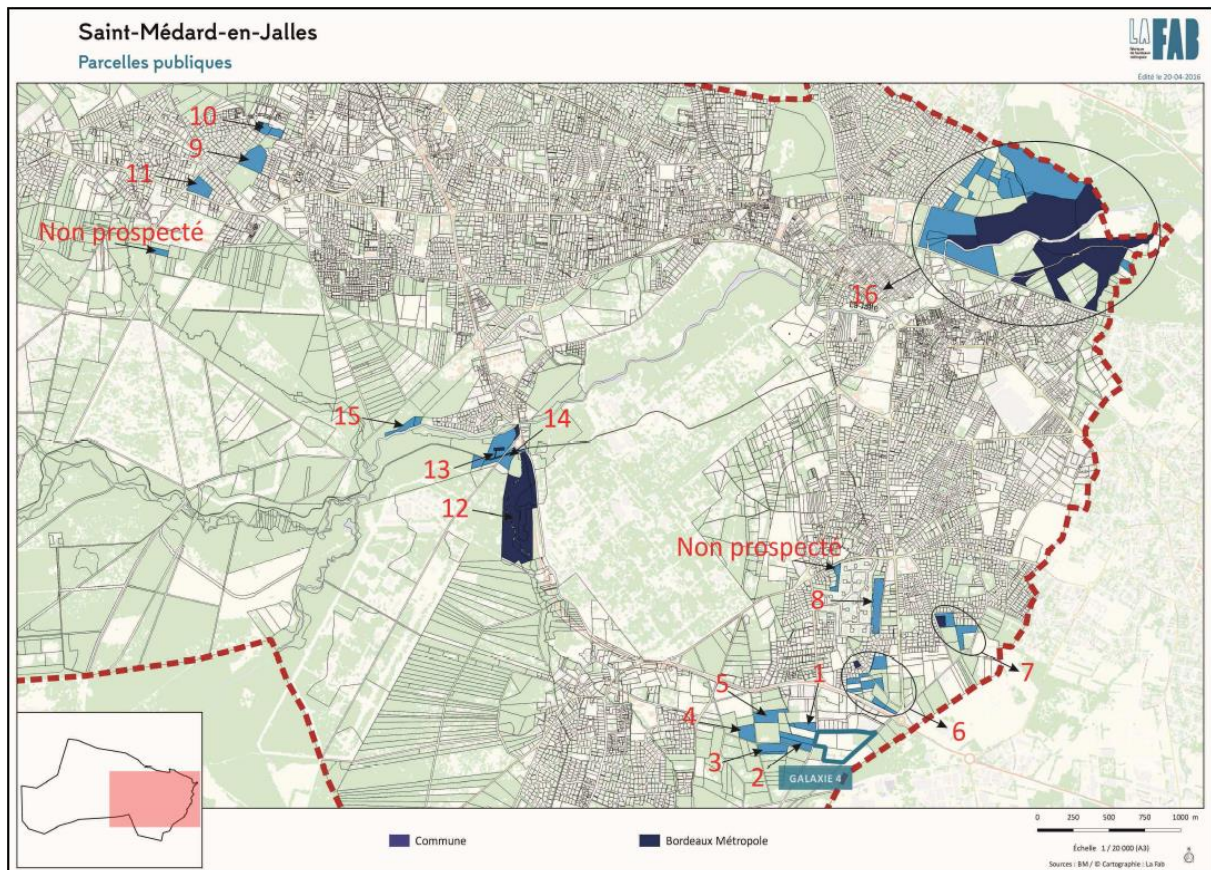 Saint-Médard-en-Jalles
Parcelles publiques
LA FAB
Édité le 20-04-2016
10
9
11
Non prospecté
16
La Jalle
15
14
13
12
Non prospecté
8
7
1
5
4
6
3
2
GALAXIE 4
0 250 500 750 1000 m
Commune
Bordeaux Métropole
Échelle 1 / 20 000 (A3)
Sources : BM / © Cartographie : La Fab